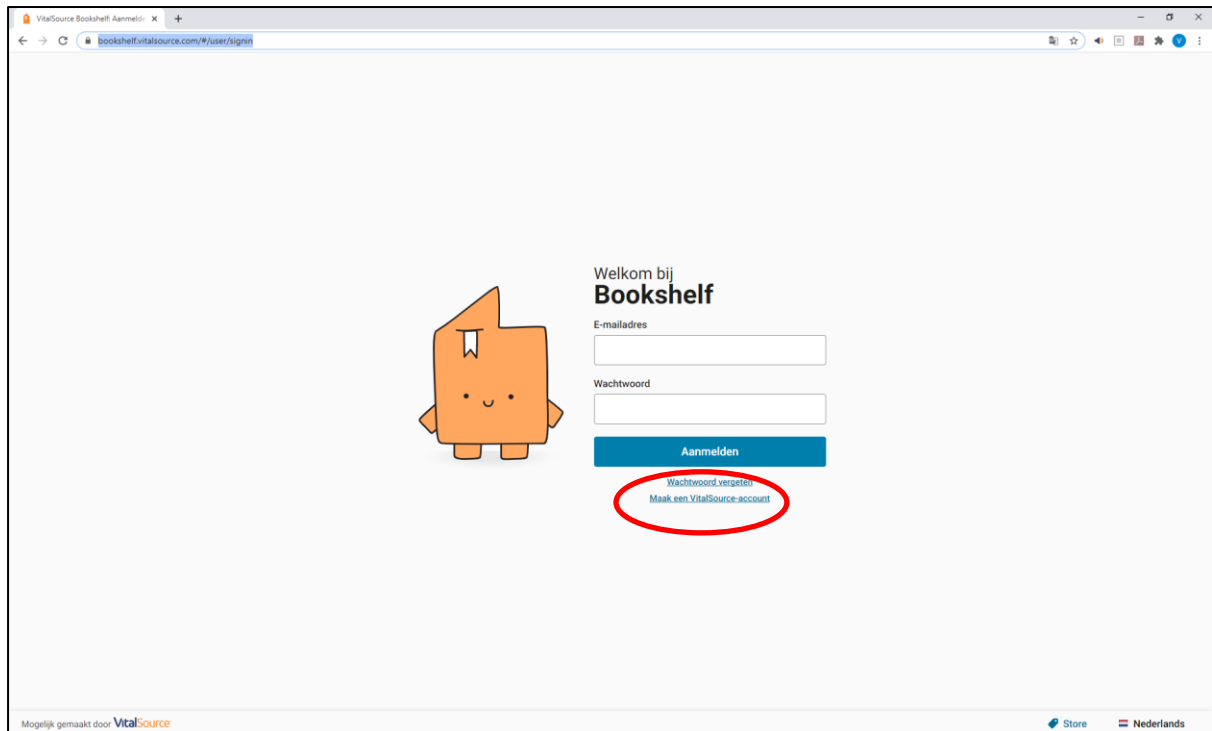 VitalSource Bookshelf: Aanmelde
bookshelf.vitalsource.com/#/user/signin
V
Welkom bij
Bookshelf
E-mailadres
Wachtwoord
Aanmelden
Wachtwoord vergeten
Maak een VitalSource-account
Mogelijk gemaakt door VitalSource
Store
Nederlands